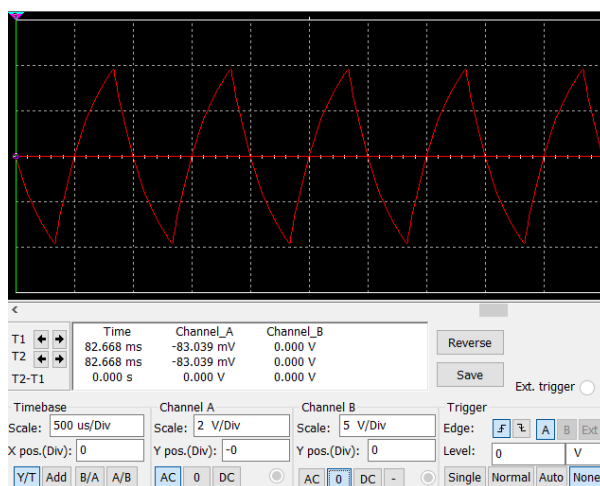 Time Channel_A Channel_B
T1 82.668 ms -83.039 mV 0.000 V
T2 82.668 ms -83.039 mV 0.000 V
T2-T1 0.000 s 0.000 V 0.000 V
Reverse
Save
Ext. trigger
Timebase
Scale: 500 us/Div
X pos.(Div): 0
Y/T Add B/A A/B
Channel A
Scale: 2 V/Div
Y pos.(Div): -0
AC 0 DC
Channel B
Scale: 5 V/Div
Y pos.(Div): 0
AC 0 DC -
Trigger
Edge: A B Ext
Level: 0 V
Single Normal Auto None